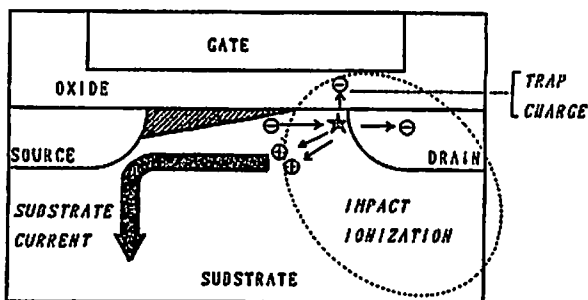 GATE
OXIDE
TRAP
CHARGE
SOURCE
DRAIN
SUBSTRATE
CURRENT
IMPACT
IONIZATION
SUBSTRATE